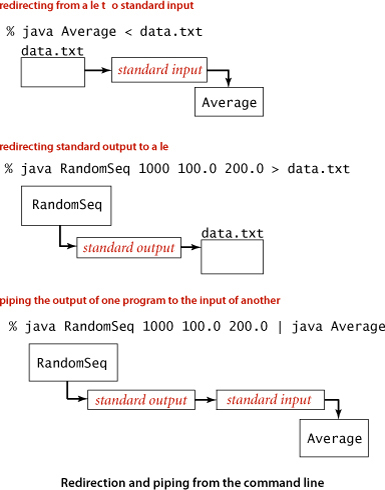 redirecting from a le t o standard input
% java Average < data.txt
data.txt
standard input
Average
redirecting standard output to a le
% java RandomSeq 1000 100.0 200.0 > data.txt
RandomSeq
data.txt
standard output
piping the output of one program to the input of another
% java RandomSeq 1000 100.0 200.0 | java Average
RandomSeq
standard output
standard input
Average
Redirection and piping from the command line